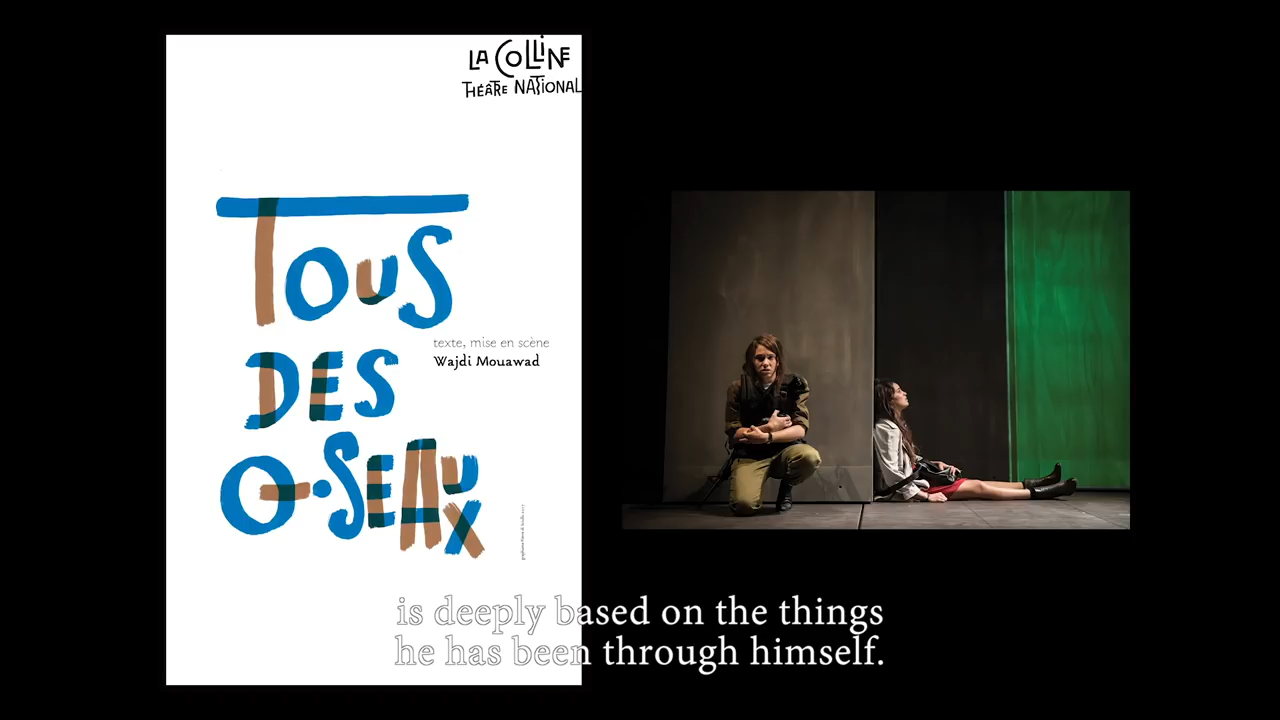 LA COLLINE
THÉÂTRE NATIONAL
TOUS
DES
OISEAUX
texte, mise en scène
Wajdi Mouawad
is deeply based on the things
he has been through himself.